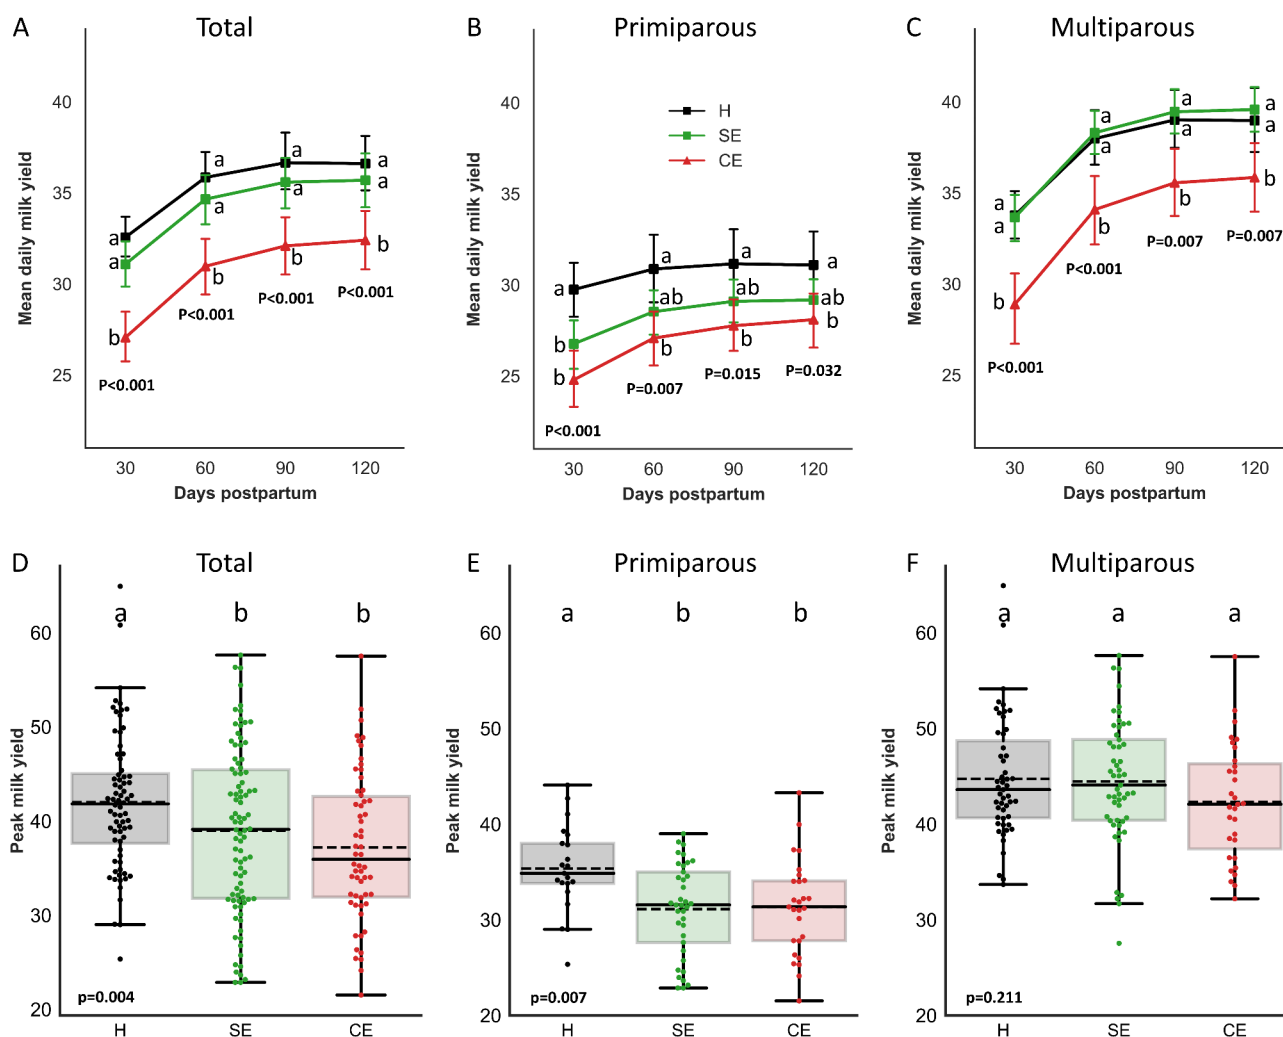 A Total
B Primiparous
C Multiparous
Mean daily milk yield
40
35
30
25
a
a
a
a
a
a
a
a
b
b
b
b
P<0.001
P<0.001
P<0.001
P<0.001
30 60 90 120
Days postpartum
Mean daily milk yield
40
35
30
25
H
SE
CE
a
a
a
a
b
ab
ab
ab
b
b
b
b
P<0.001
P=0.007
P=0.015
P=0.032
30 60 90 120
Days postpartum
Mean daily milk yield
40
35
30
25
a
a
a
a
a
a
a
a
b
b
b
b
P<0.001
P<0.001
P=0.007
P=0.007
30 60 90 120
Days postpartum
D Total
E Primiparous
F Multiparous
Peak milk yield
60
50
40
30
20
a b b
p=0.004
H SE CE
Peak milk yield
60
50
40
30
20
a b b
p=0.007
H SE CE
Peak milk yield
60
50
40
30
20
a a a
p=0.211
H SE CE